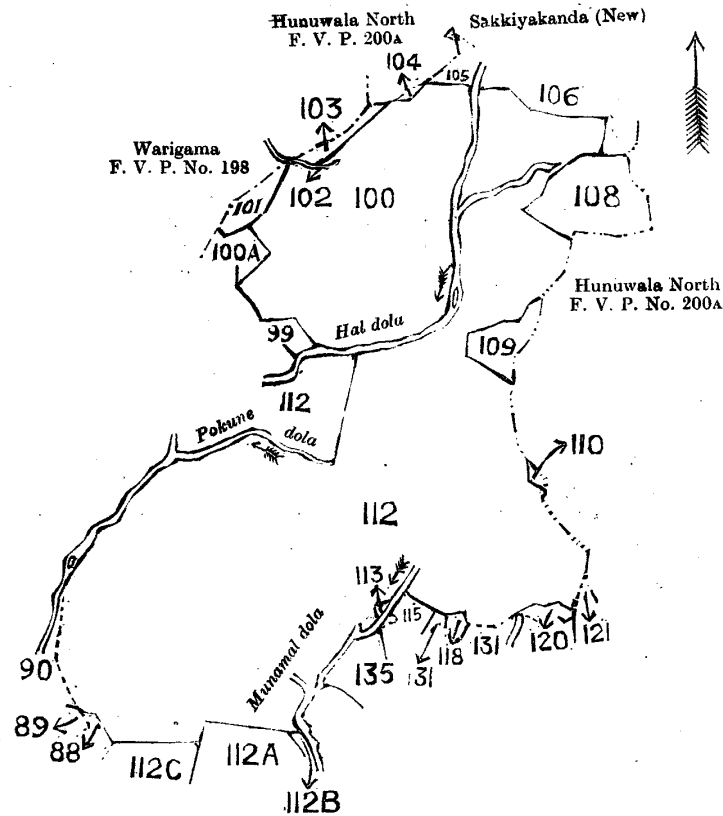 Hunuwala North
F. V. P. 200A
Sakkiyakanda (New)
104
105
106
103
Warigama
F. V. P. No. 198
102
100
108
101
100A
Hunuwala North
F. V. P. No. 200A
99
Hal dolu
109
112
Pokune
dola
110
112
113
115
118
131
120
121
135
131
Munamal dola
90
89
88
112C
112A
112B